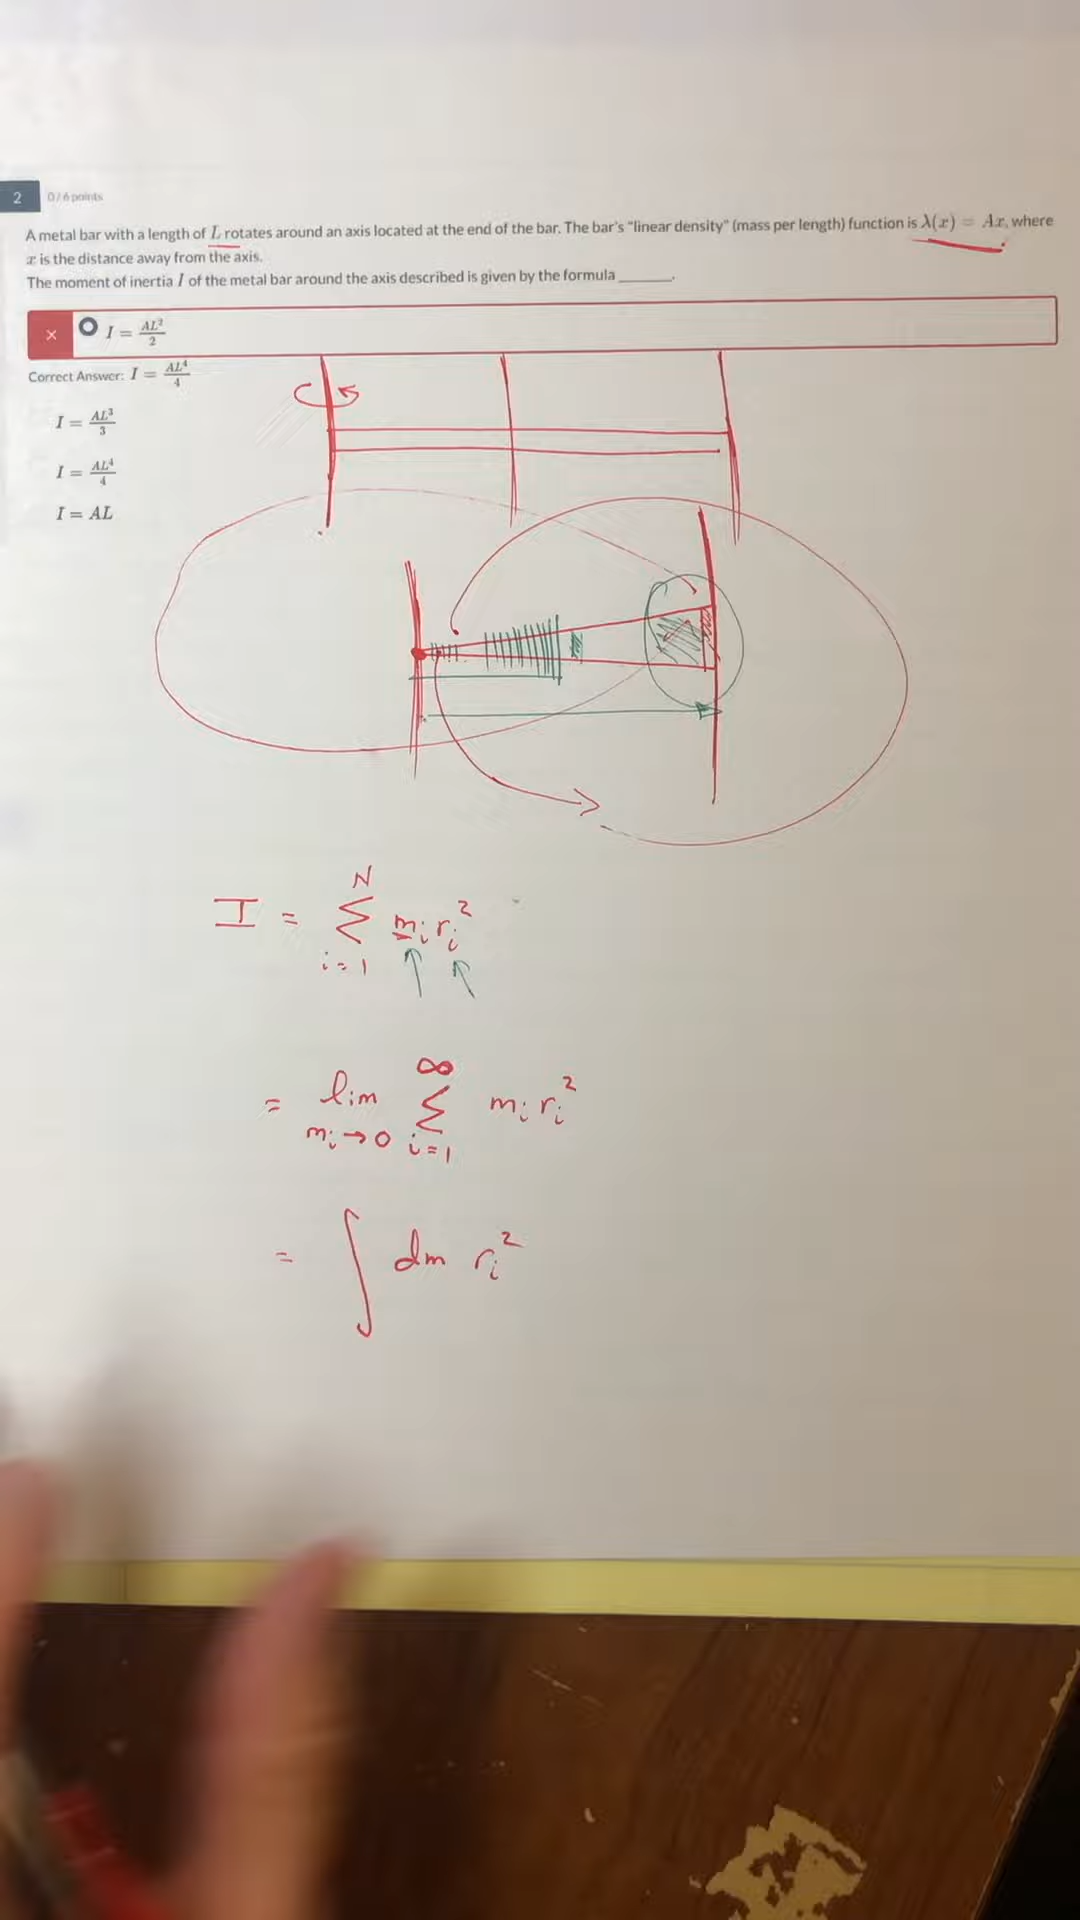 2 0 / 6 points
A metal bar with a length of L rotates around an axis located at the end of the bar. The bar's "linear density" (mass per length) function is λ(x) = Ax, where
x is the distance away from the axis.
The moment of inertia I of the metal bar around the axis described is given by the formula ______.
× I = AL²/2
Correct Answer: I = AL⁴/4
I = AL³/3
I = AL⁴/4
I = AL
I = ∑_{i=1}^{N} m_i r_i²
= lim_{m_i→0} ∑_{i=1}^{∞} m_i r_i²
= ∫ dm r_i²